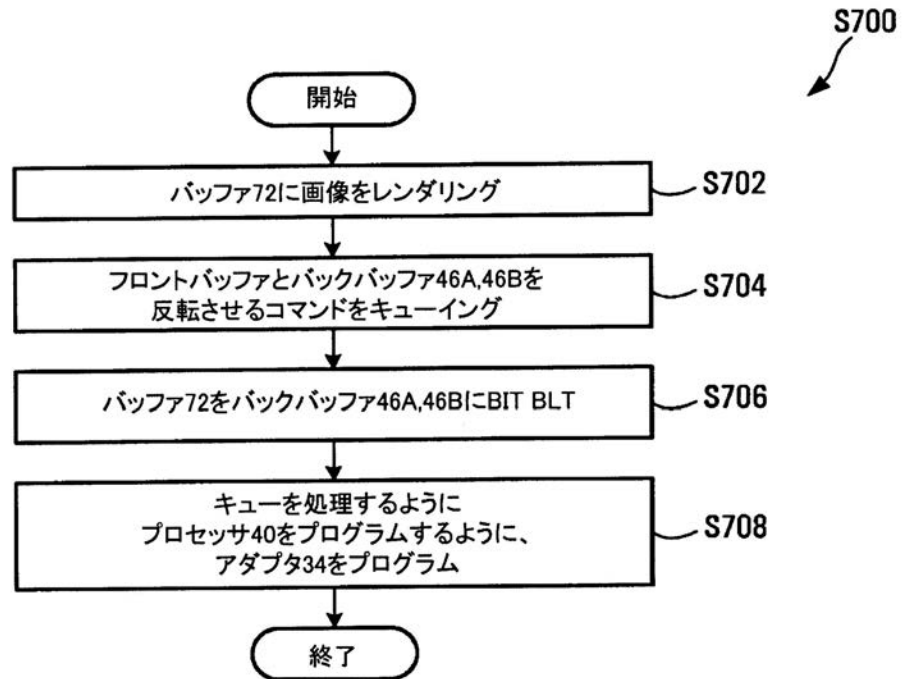 S700
開始
バッファ72に画像をレンダリング
S702
フロントバッファとバックバッファ46A,46Bを
反転させるコマンドをキューイング
S704
バッファ72をバックバッファ46A,46BにBIT BLT
S706
キューを処理するように
プロセッサ40をプログラムするように、
アダプタ34をプログラム
S708
終了